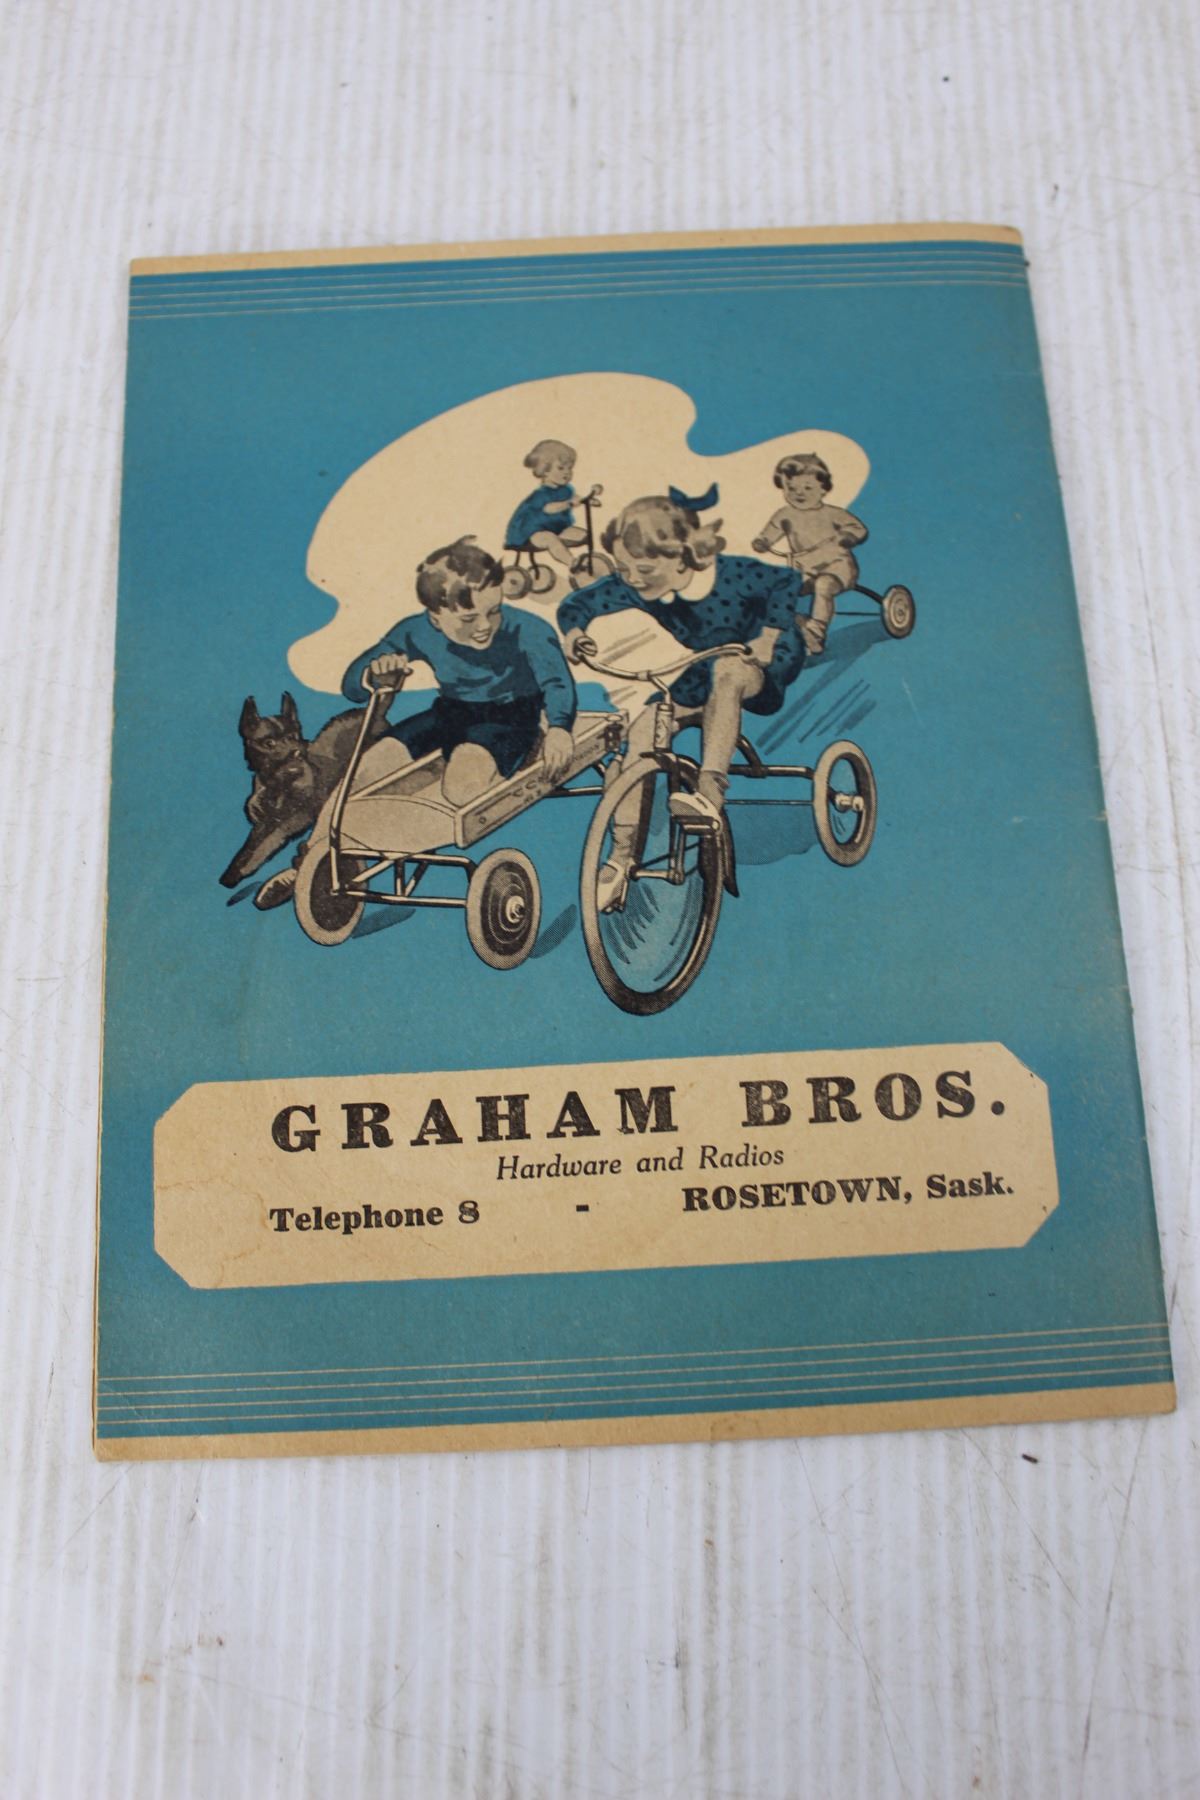 GRAHAM BROS.
Hardware and Radios
Telephone 8 - ROSETOWN, Sask.